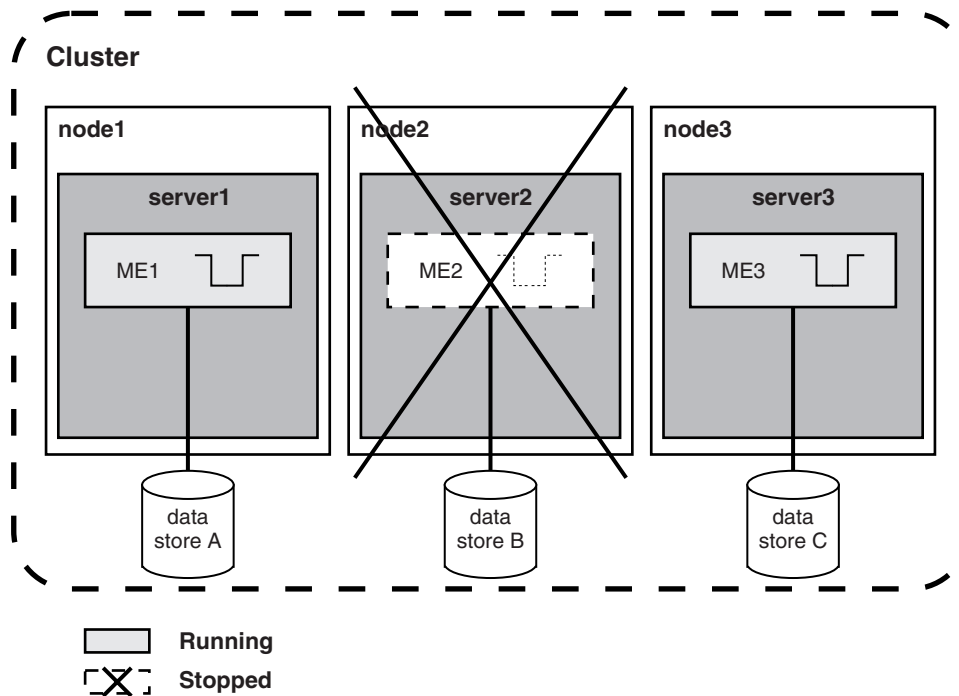 Cluster
node1
node2
node3
server1
server2
server3
ME1
ME2
ME3
data
store A
data
store B
data
store C
Running
Stopped